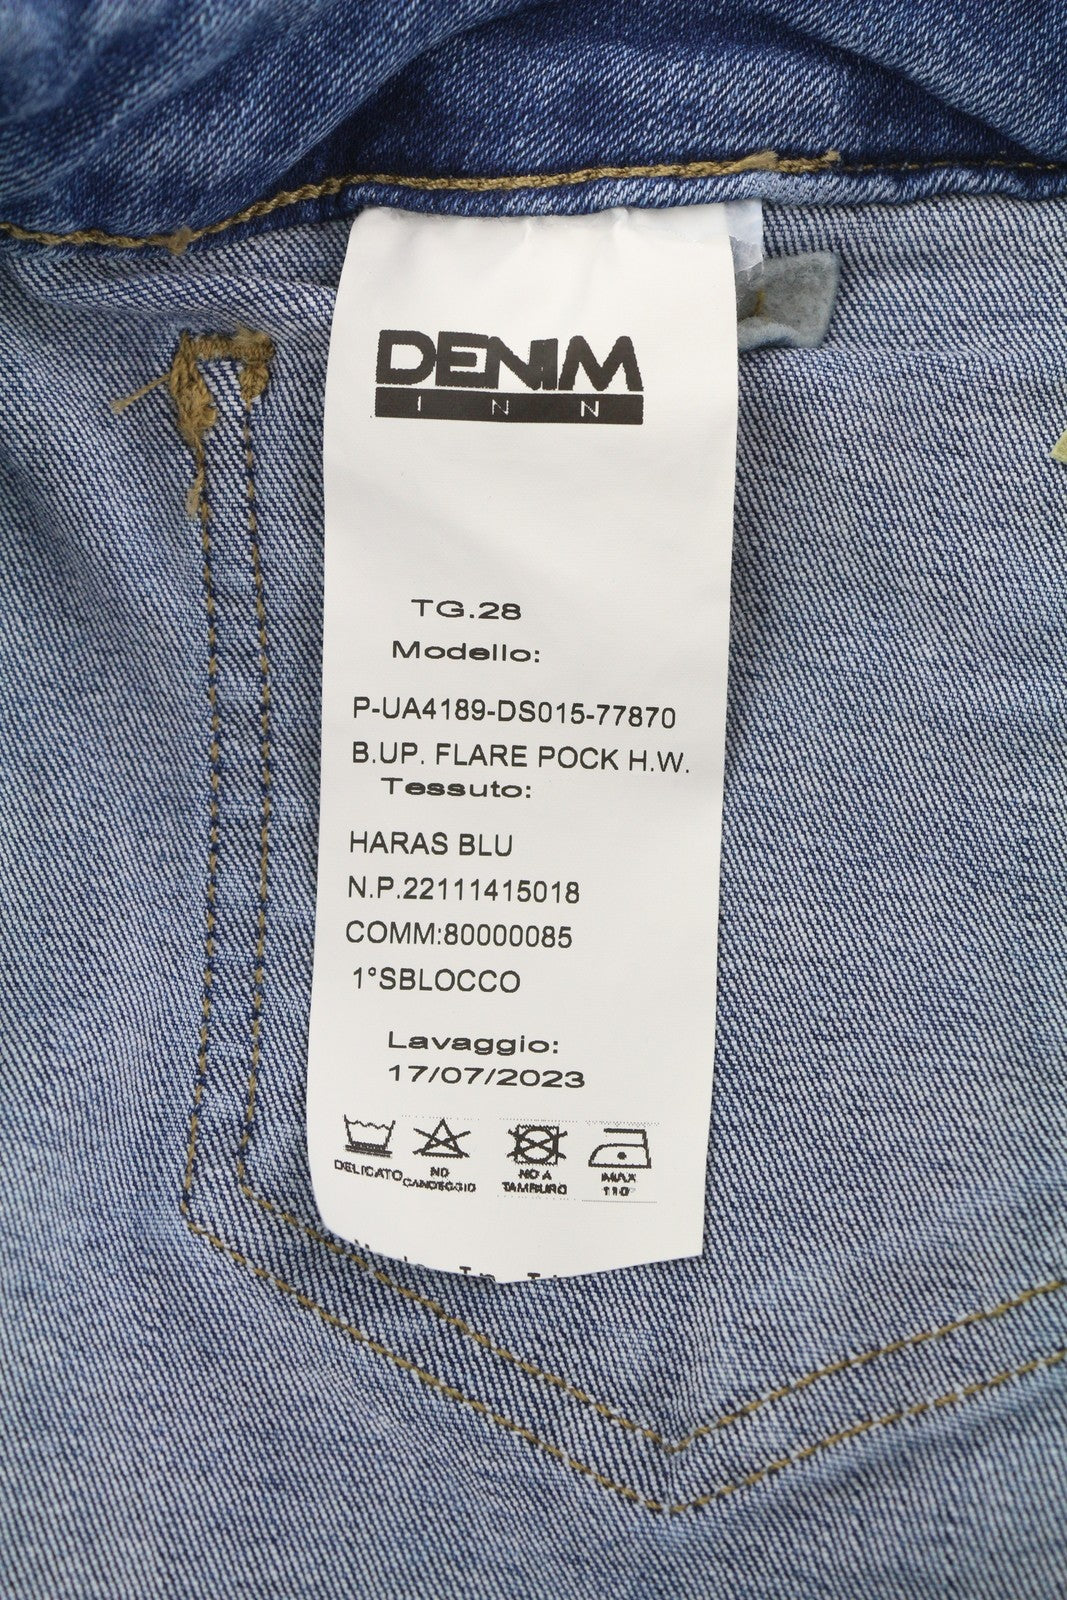 DENIM
INN
TG.28
Modello:
P-UA4189-DS015-77870
B.UP. FLARE POCK H.W.
Tessuto:
HARAS BLU
N.P.22111415018
COMM:80000085
1°SBLOCCO
Lavaggio:
17/07/2023
DELICATO NO CANDEGGIO NO A TAMBURO MAX 110°